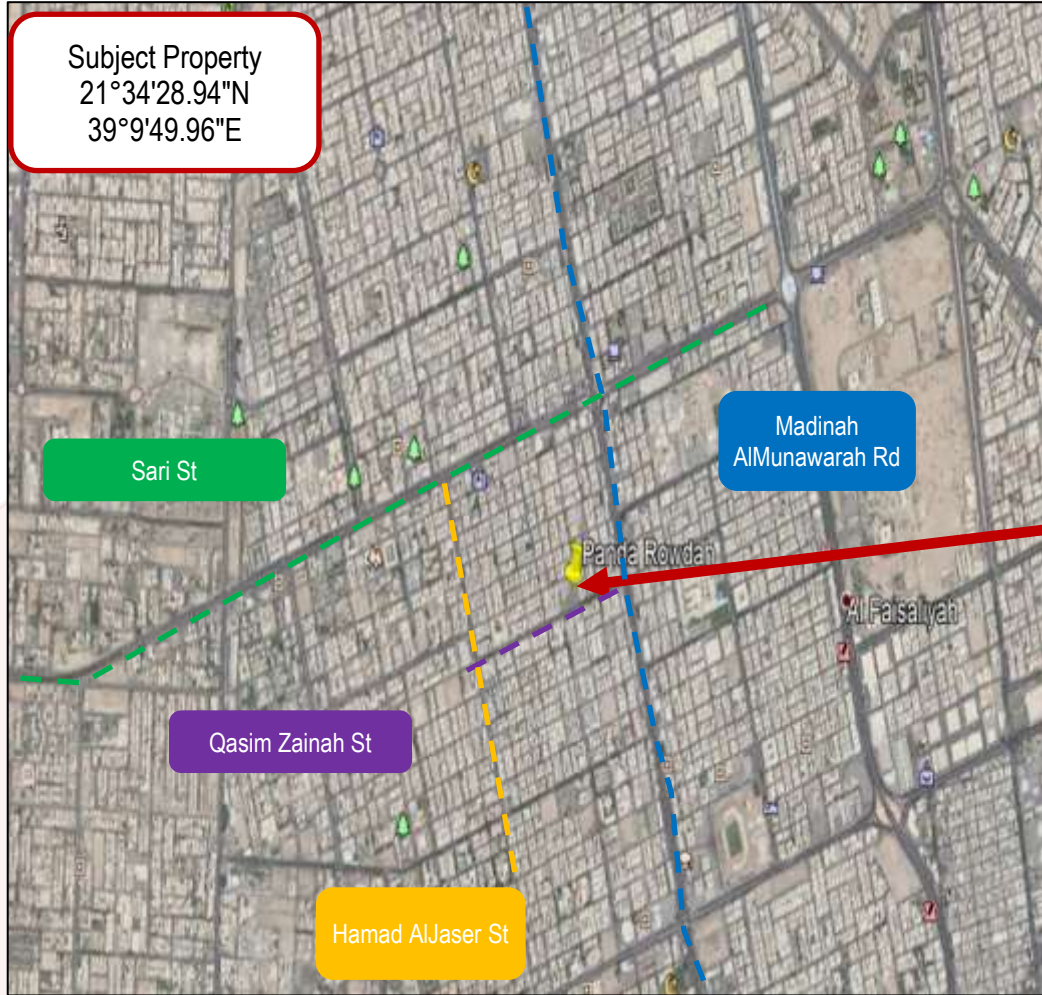 Subject Property
21°34'28.94"N
39°9'49.96"E
Madinah
AlMunawarah Rd
Sari St
Panda Rowdah
Al Faisaliyah
Qasim Zainah St
Hamad AlJaser St